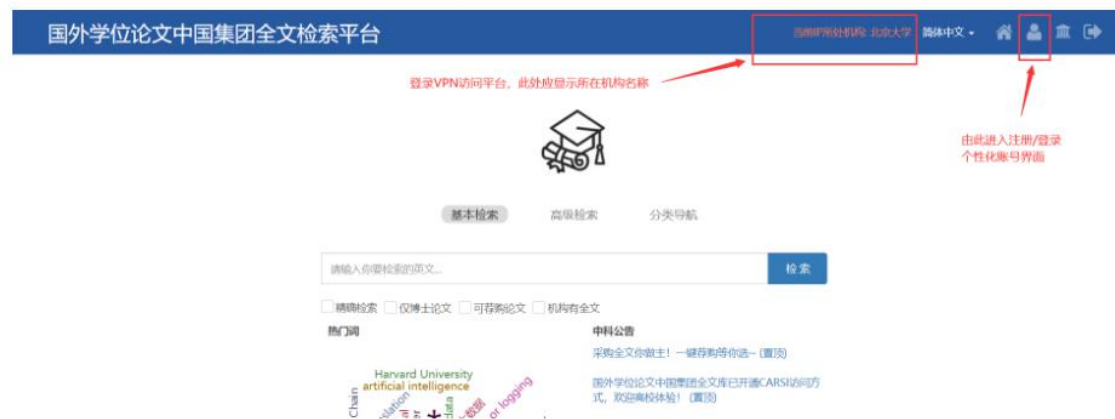 国外学位论文中国集团全文检索平台
当前IP所处机构: 北京大学
简体中文
登录VPN访问平台，此处应显示所在机构名称
由此进入注册/登录
个性化账号界面
基本检索
高级检索
分类导航
请输入你要检索的英文...
检索
精确检索
仅博士论文
可荐购论文
机构有全文
热门词
中科公告
采购全文你做主！一键荐购等你选-- (置顶)
国外学位论文中国集团全文库已开通CARSI访问方
式，欢迎高校体验！ (置顶)
Harvard University
artificial intelligence
Chain
数据
or logging